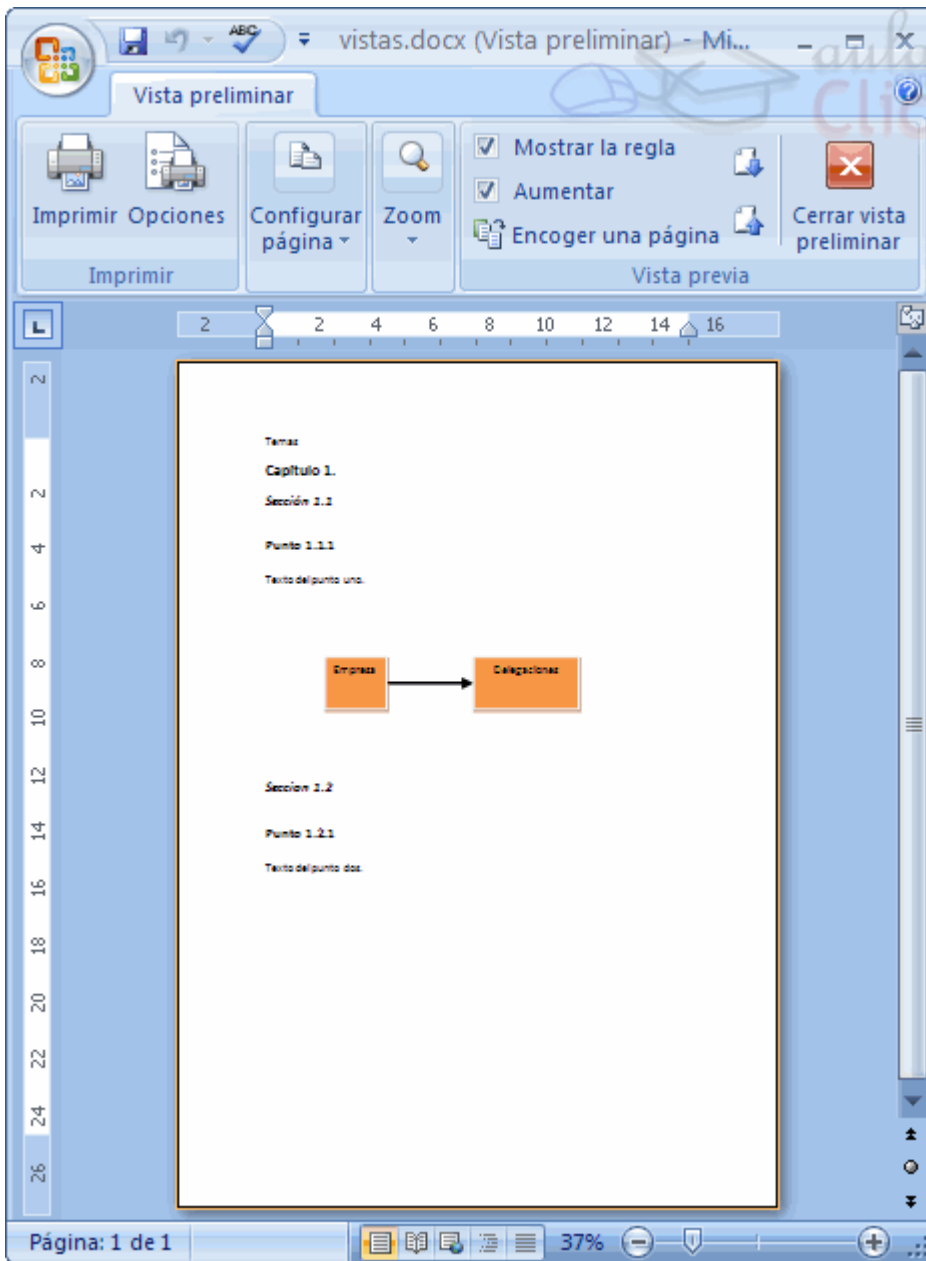 vistas.docx (Vista preliminar) - Mi...
ABC
aula
Clic
Vista preliminar
Mostrar la regla
Aumentar
Encoger una página
Imprimir Opciones
Configurar página
Zoom
Cerrar vista preliminar
Imprimir
Vista previa
L
2 2 4 6 8 10 12 14 16
2
2
4
6
8
10
12
14
16
18
20
22
24
26
Temas
Capítulo 1.
Sección 1.1
Punto 1.1.1
Texto del punto uno.
Empresa
Delegaciones
Seccion 1.2
Punto 1.2.1
Texto del punto dos.
Página: 1 de 1
37%